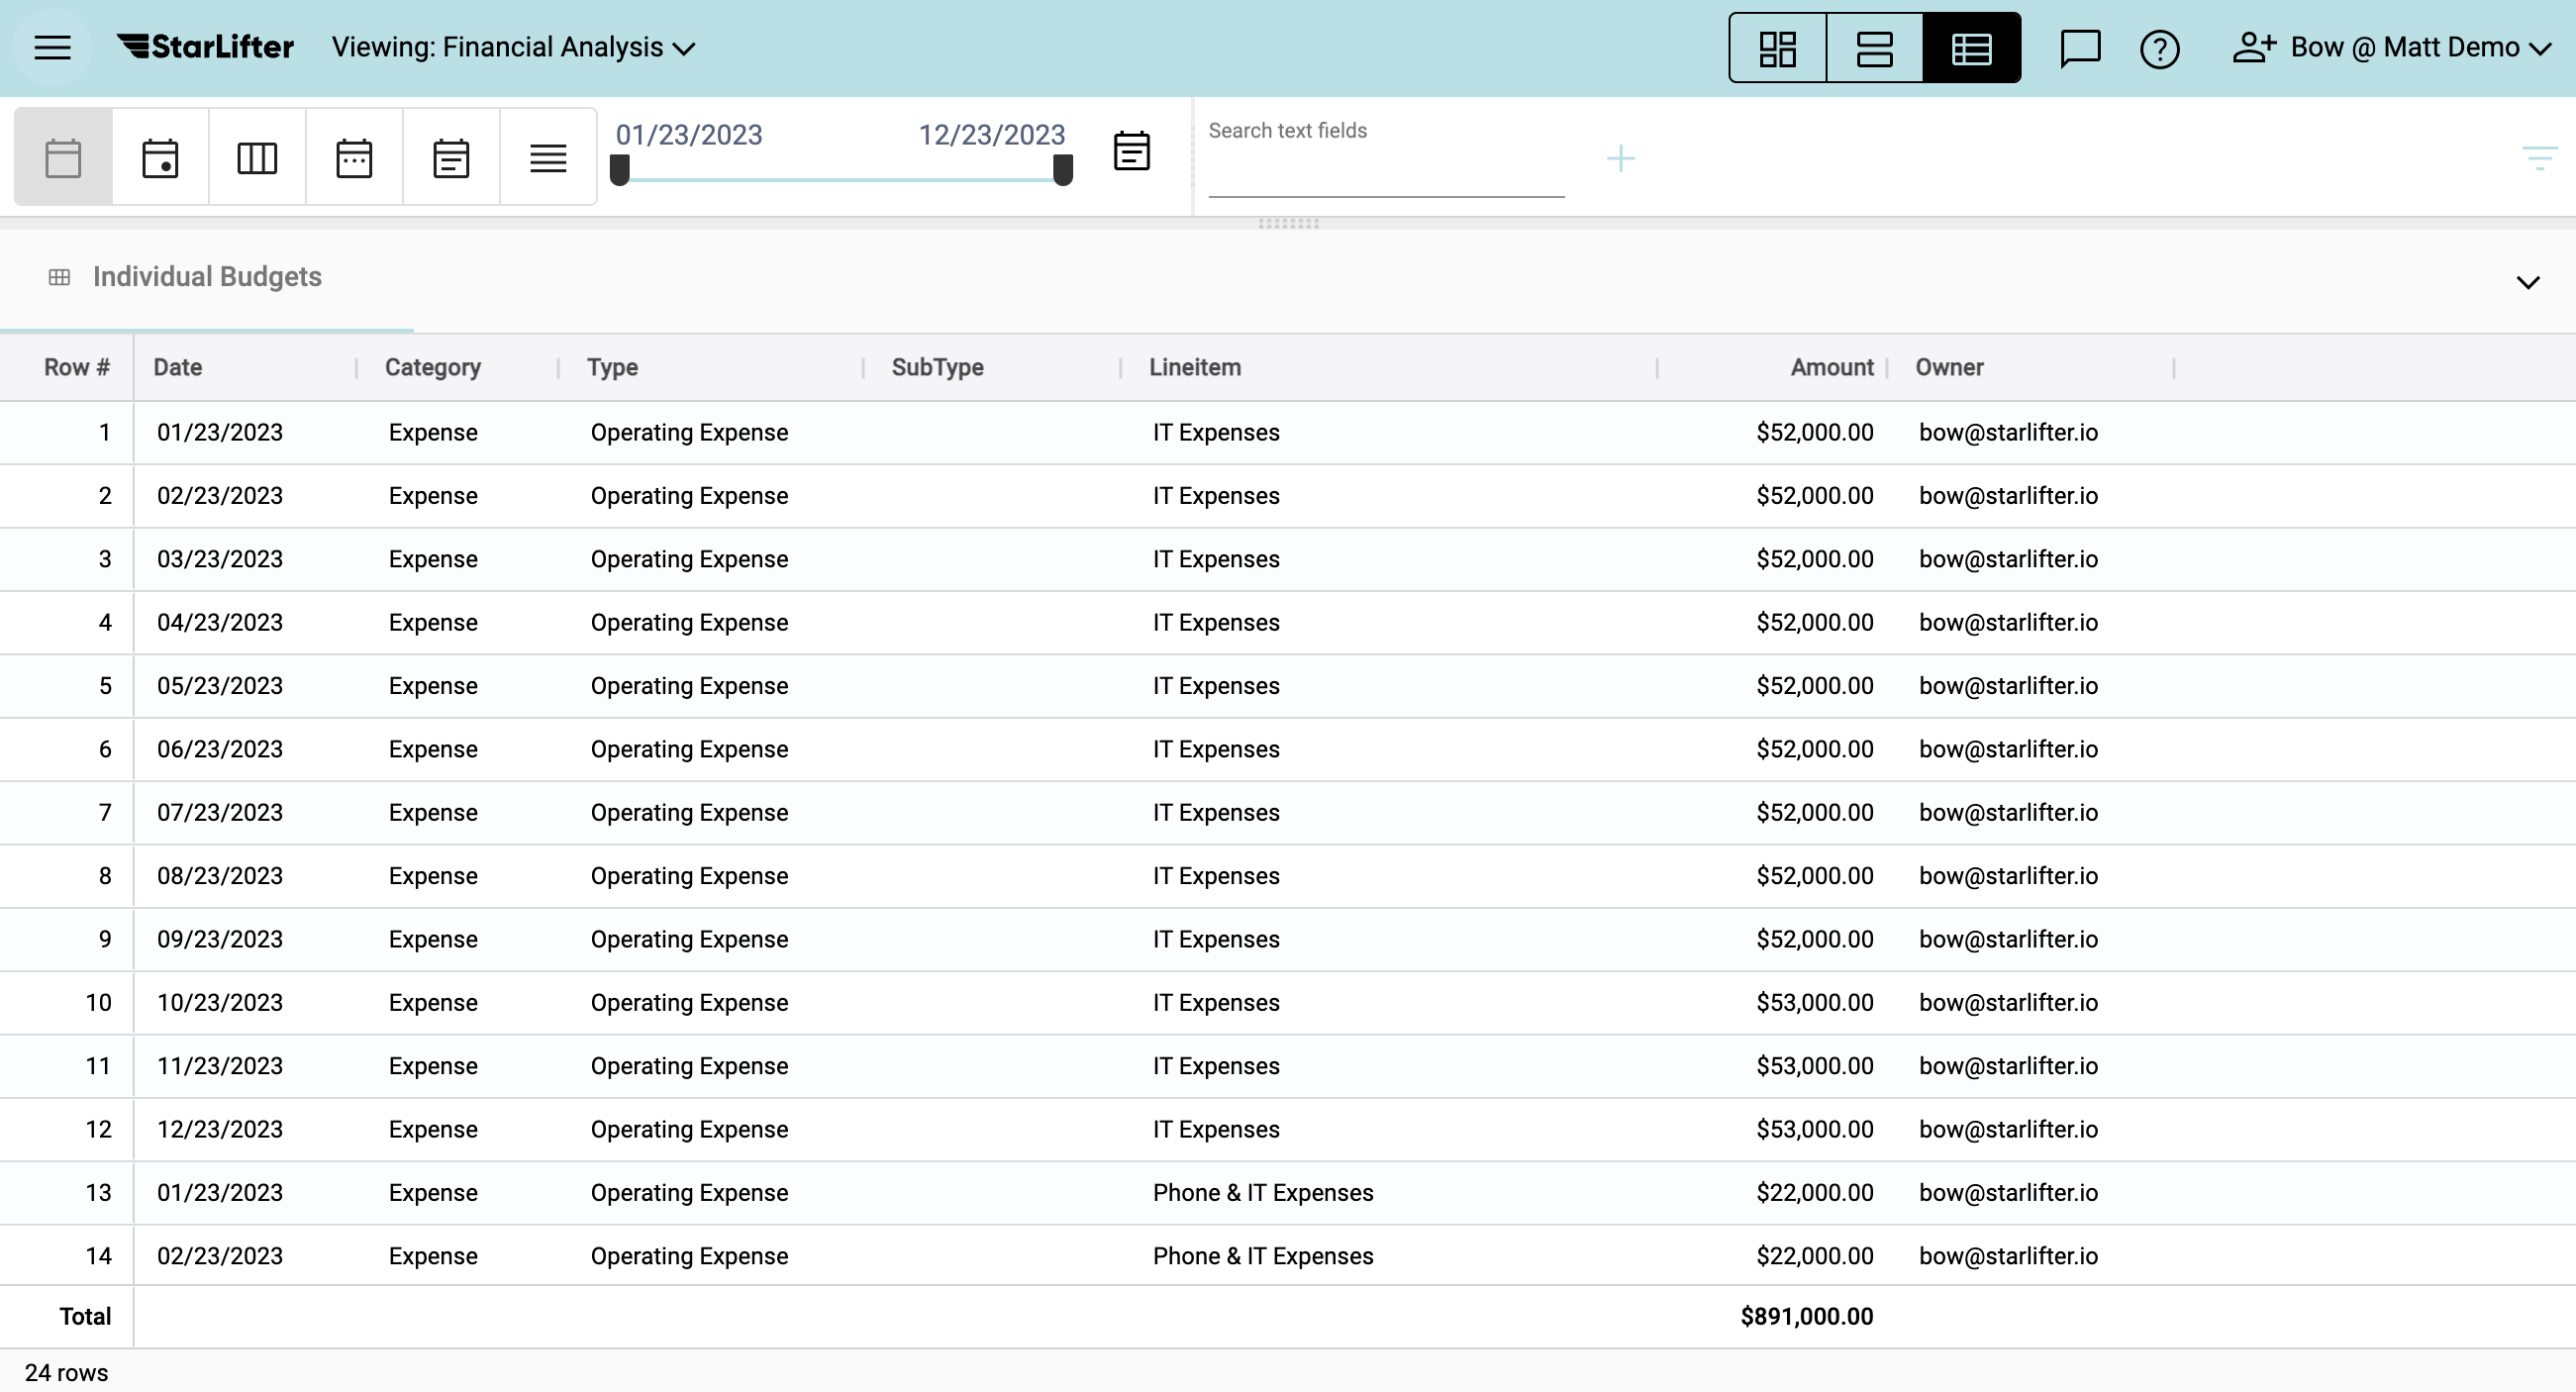 StarLifter Viewing: Financial Analysis Bow @ Matt Demo
01/23/2023 12/23/2023 Search text fields
Individual Budgets
Row # Date Category Type SubType Lineitem Amount Owner
1 01/23/2023 Expense Operating Expense IT Expenses $52,000.00 bow@starlifter.io
2 02/23/2023 Expense Operating Expense IT Expenses $52,000.00 bow@starlifter.io
3 03/23/2023 Expense Operating Expense IT Expenses $52,000.00 bow@starlifter.io
4 04/23/2023 Expense Operating Expense IT Expenses $52,000.00 bow@starlifter.io
5 05/23/2023 Expense Operating Expense IT Expenses $52,000.00 bow@starlifter.io
6 06/23/2023 Expense Operating Expense IT Expenses $52,000.00 bow@starlifter.io
7 07/23/2023 Expense Operating Expense IT Expenses $52,000.00 bow@starlifter.io
8 08/23/2023 Expense Operating Expense IT Expenses $52,000.00 bow@starlifter.io
9 09/23/2023 Expense Operating Expense IT Expenses $52,000.00 bow@starlifter.io
10 10/23/2023 Expense Operating Expense IT Expenses $53,000.00 bow@starlifter.io
11 11/23/2023 Expense Operating Expense IT Expenses $53,000.00 bow@starlifter.io
12 12/23/2023 Expense Operating Expense IT Expenses $53,000.00 bow@starlifter.io
13 01/23/2023 Expense Operating Expense Phone & IT Expenses $22,000.00 bow@starlifter.io
14 02/23/2023 Expense Operating Expense Phone & IT Expenses $22,000.00 bow@starlifter.io
Total $891,000.00
24 rows